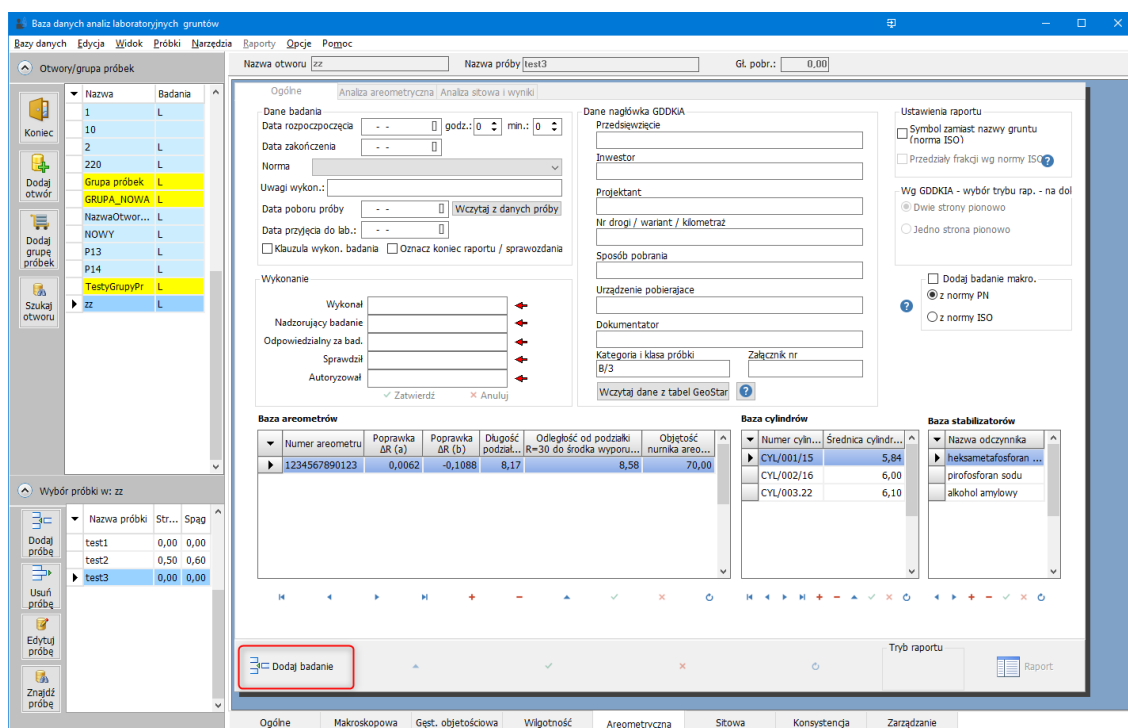 Baza danych analiz laboratoryjnych gruntów
Bazy danych Edycja Widok Próbki Narzędzia Raporty Opcje Pomoc
Otwory/grupa próbek
Nazwa otworu zz Nazwa próby test3 Gł. pobr.: 0,00
Koniec
Dodaj
otwór
Dodaj
grupę
próbek
Szukaj
otworu
Nazwa Badania
1 L
10
2 L
220 L
Grupa próbek L
GRUPA_NOWA L
NazwaOtwor... L
NOWY L
P13 L
P14 L
TestyGrupyPr L
zz L
Wybór próbki w: zz
Dodaj
próbę
Usuń
próbę
Edytuj
próbę
Znajdź
próbę
Nazwa próbki Str... Spąg
test1 0,00 0,00
test2 0,50 0,60
test3 0,00 0,00
Ogólne Analiza areometryczna Analiza sitowa i wyniki
Dane badania
Data rozpoczpoczęcia - - godz.: 0 min.: 0
Data zakończenia - -
Norma
Uwagi wykon.:
Data poboru próby - - Wczytaj z danych próby
Data przyjęcia do lab.: - -
Klauzula wykon. badania Oznacz koniec raportu / sprawozdania
Wykonanie
Wykonał
Nadzorujący badanie
Odpowiedzialny za bad.
Sprawdził
Autoryzował
Zatwierdź Anuluj
Dane nagłówka GDDKiA
Przedsięwzięcie
Inwestor
Projektant
Nr drogi / wariant / kilometraż
Sposób pobrania
Urządzenie pobierajace
Dokumentator
Kategoria i klasa próbki Załącznik nr
B/3
Wczytaj dane z tabel GeoStar ?
Ustawienia raportu
Symbol zamiast nazwy gruntu
(norma ISO)
Przedziały frakcji wg normy ISO ?
Wg GDDKIA - wybór trybu rap. - na dol
Dwie strony pionowo
Jedno strona pionowo
Dodaj badanie makro.
z normy PN
?
z normy ISO
Baza areometrów
Numer areometru Poprawka ΔR (a) Poprawka ΔR (b) Długość podział... Odległość od podziałki R=30 do środka wyporu... Objętość nurnika areo...
1234567890123 0,0062 -0,1088 8,17 8,58 70,00
Baza cylindrów
Numer cylin... Średnica cylindr...
CYL/001/15 5,84
CYL/002/16 6,00
CYL/003.22 6,10
Baza stabilizatorów
Nazwa odczynnika
heksametafosforan ...
pirofosforan sodu
alkohol amylowy
Dodaj badanie
Tryb raportu
Raport
Ogólne Makroskopowa Gęst. objętościowa Wilgotność Areometryczna Sitowa Konsystencja Zarządzanie